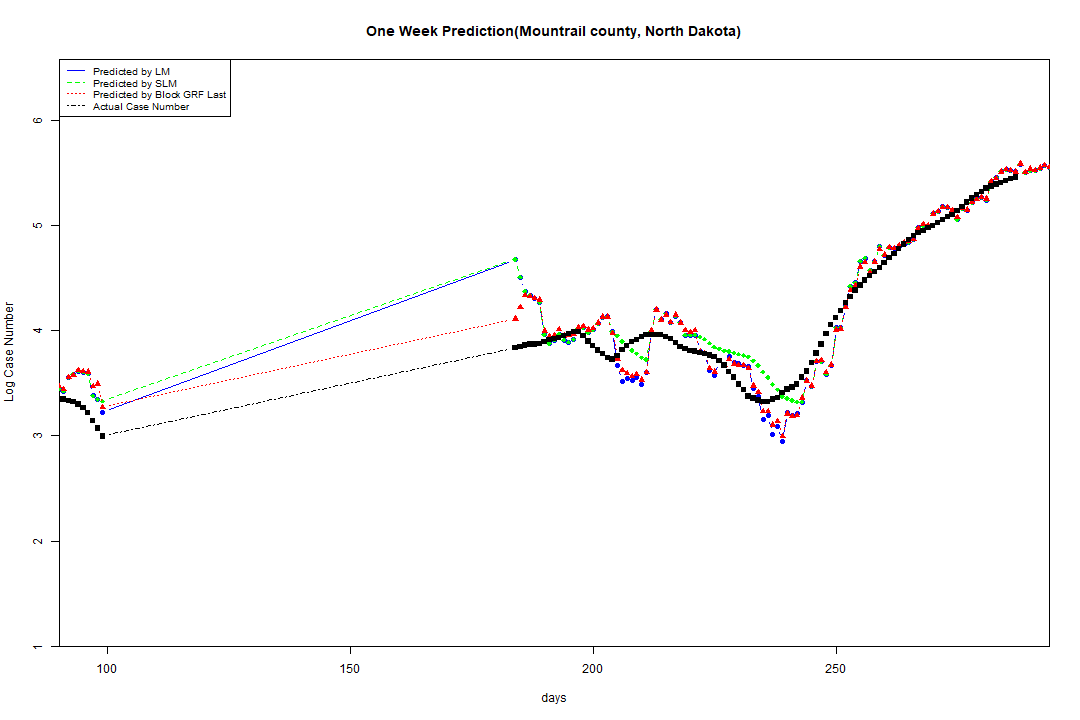 One Week Prediction(Mountrail county, North Dakota)
Predicted by LM
Predicted by SLM
Predicted by Block GRF Last
Actual Case Number
Log Case Number
6
5
4
3
2
1
100
150
200
250
days